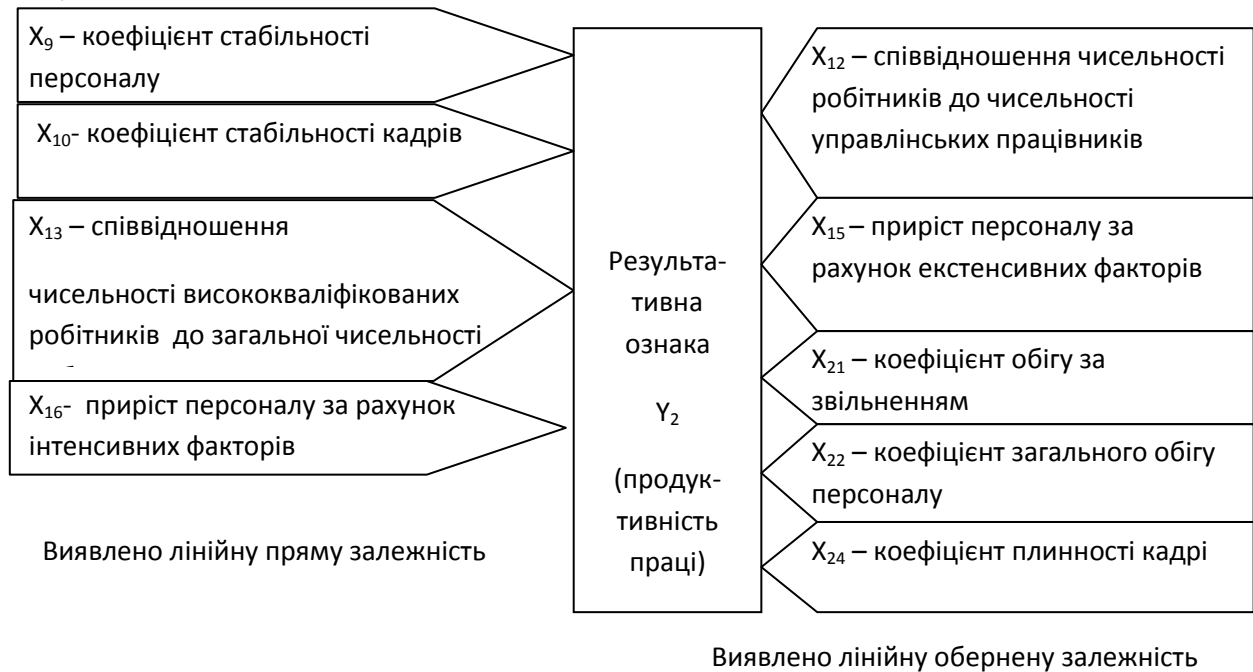 X9 – коефіцієнт стабільності
персоналу
X10- коефіцієнт стабільності кадрів
X13 – співвідношення
чисельності висококваліфікованих
робітників до загальної чисельності
X16- приріст персоналу за рахунок
інтенсивних факторів
Виявлено лінійну пряму залежність
Результа-
тивна
ознака
Y2
(продук-
тивність
праці)
X12 – співвідношення чисельності
робітників до чисельності
управлінських працівників
X15 – приріст персоналу за
рахунок екстенсивних факторів
X21 – коефіцієнт обігу за
звільненням
X22 – коефіцієнт загального обігу
персоналу
X24 – коефіцієнт плинності кадрі
Виявлено лінійну обернену залежність